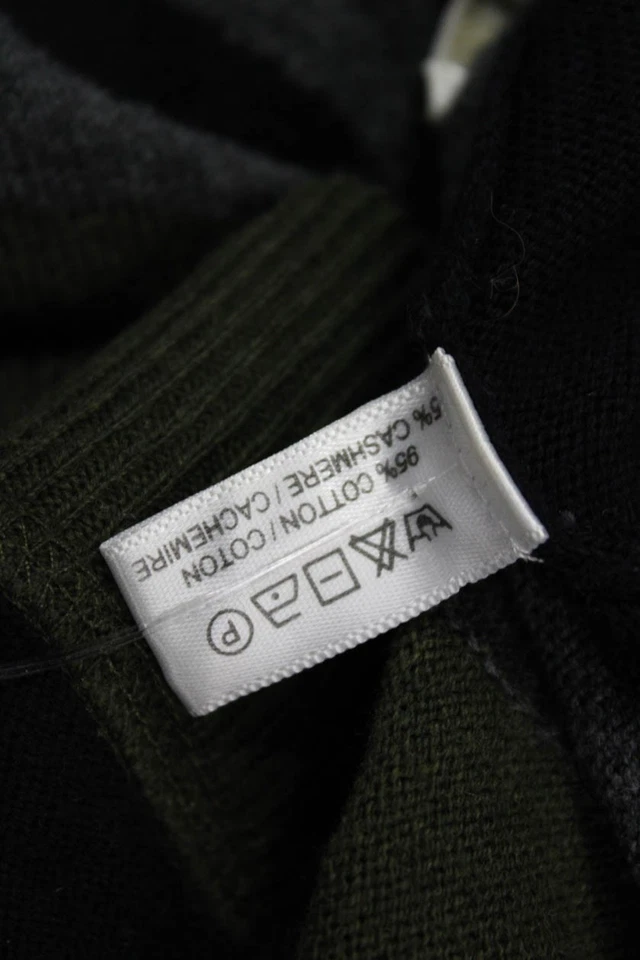 95% COTTON / COTON
5% CASHMERE / CACHEMIRE
P